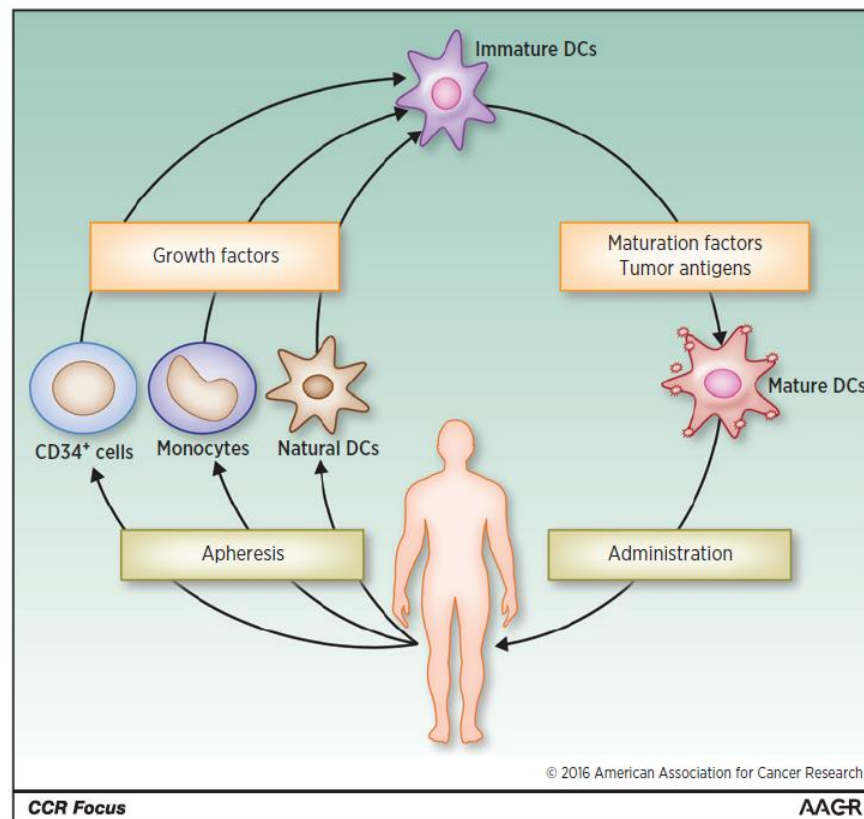 Immature DCs
Growth factors
Maturation factors
Tumor antigens
CD34⁺ cells
Monocytes
Natural DCs
Mature DCs
Apheresis
Administration
© 2016 American Association for Cancer Research
CCR Focus
AACR